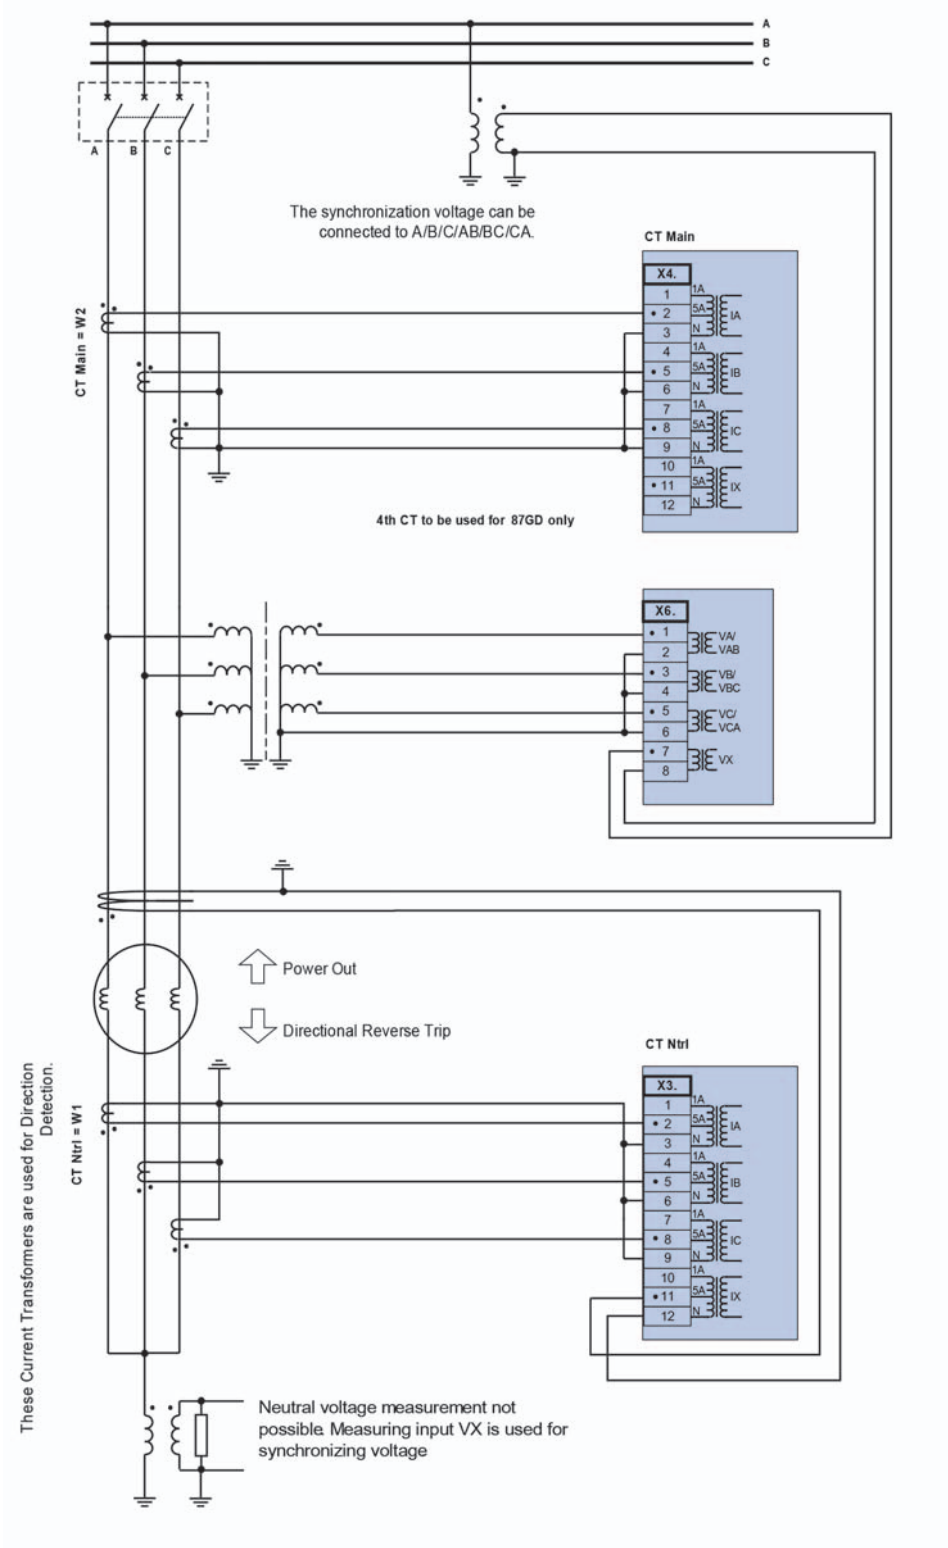 A
B
C
A B C
The synchronization voltage can be
connected to A/B/C/AB/BC/CA.
CT Main
X4.
1 1A
2 5A IA
3 N
4 1A
5 5A IB
6 N
7 1A
8 5A IC
9 N
10 1A
11 5A IX
12 N
CT Main = W2
4th CT to be used for 87GD only
X6.
1 VA/
2 VAB
3 VB/
4 VBC
5 VC/
6 VCA
7 VX
8
Power Out
Directional Reverse Trip
CT Ntrl
X3.
1 1A
2 5A IA
3 N
4 1A
5 5A IB
6 N
7 1A
8 5A IC
9 N
10 1A
11 5A IX
12 N
CT Ntrl = W1
These Current Transformers are used for Direction
Detection.
Neutral voltage measurement not
possible. Measuring input VX is used for
synchronizing voltage